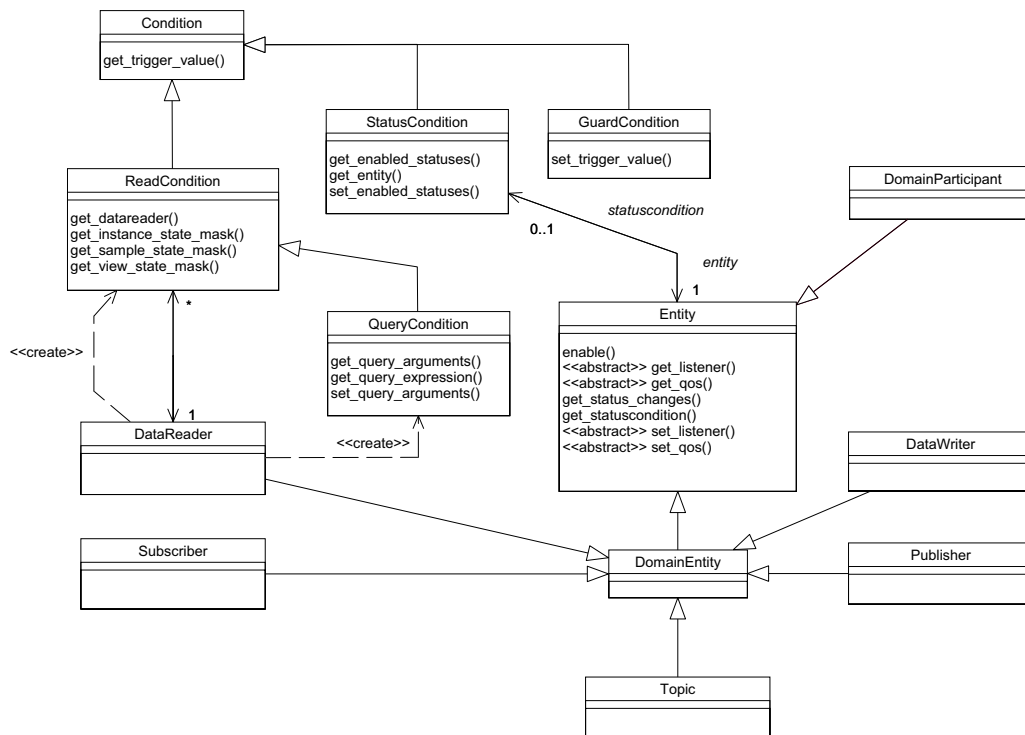 Condition
get_trigger_value()
StatusCondition
get_enabled_statuses()
get_entity()
set_enabled_statuses()
GuardCondition
set_trigger_value()
ReadCondition
get_datareader()
get_instance_state_mask()
get_sample_state_mask()
get_view_state_mask()
DomainParticipant
statuscondition
0..1
entity
1
*
<<create>>
QueryCondition
get_query_arguments()
get_query_expression()
set_query_arguments()
Entity
enable()
<<abstract>> get_listener()
<<abstract>> get_qos()
get_status_changes()
get_statuscondition()
<<abstract>> set_listener()
<<abstract>> set_qos()
1
DataReader
<<create>>
DataWriter
Subscriber
DomainEntity
Publisher
Topic